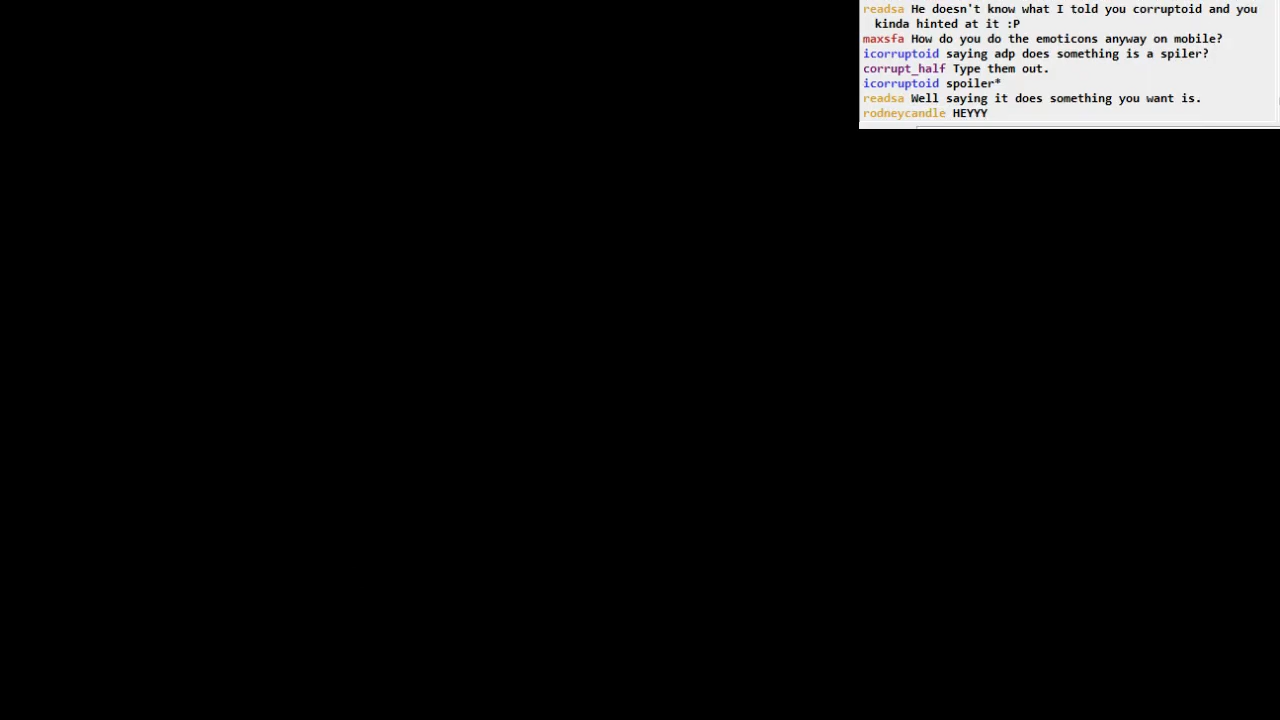 readsa He doesn't know what I told you corruptoid and you
kinda hinted at it :P
maxsfa How do you do the emoticons anyway on mobile?
icorruptoid saying adp does something is a spiler?
corrupt_half Type them out.
icorruptoid spoiler*
readsa Well saying it does something you want is.
rodneycandle HEYYY